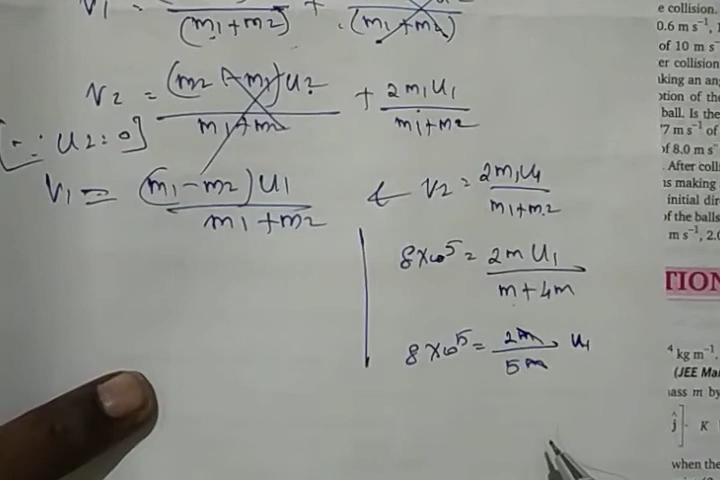 V1 = (m1+m2) + (m1+m2)
V2 = (m2 - m1)U2 / m1+m2 + 2m1U1 / m1+m2
[∵ U2=0]
V1 = (m1-m2)U1 / m1+m2
← V2 = 2m1U1 / m1+m2
8×10^5 = 2m U1 / m+4m
8×10^5 = 2m / 5m . U1
e collision.
0.6 m s⁻¹,
of 10 m s
er collision
king an an
tion of the
ball. Is the
7 m s⁻¹ of
of 8.0 m s⁻
. After coll
s making
initial dir
of the balls
m s⁻¹, 2.
TION
⁴ kg m⁻¹.
(JEE Ma
ass m by
ĵ]. K
when the